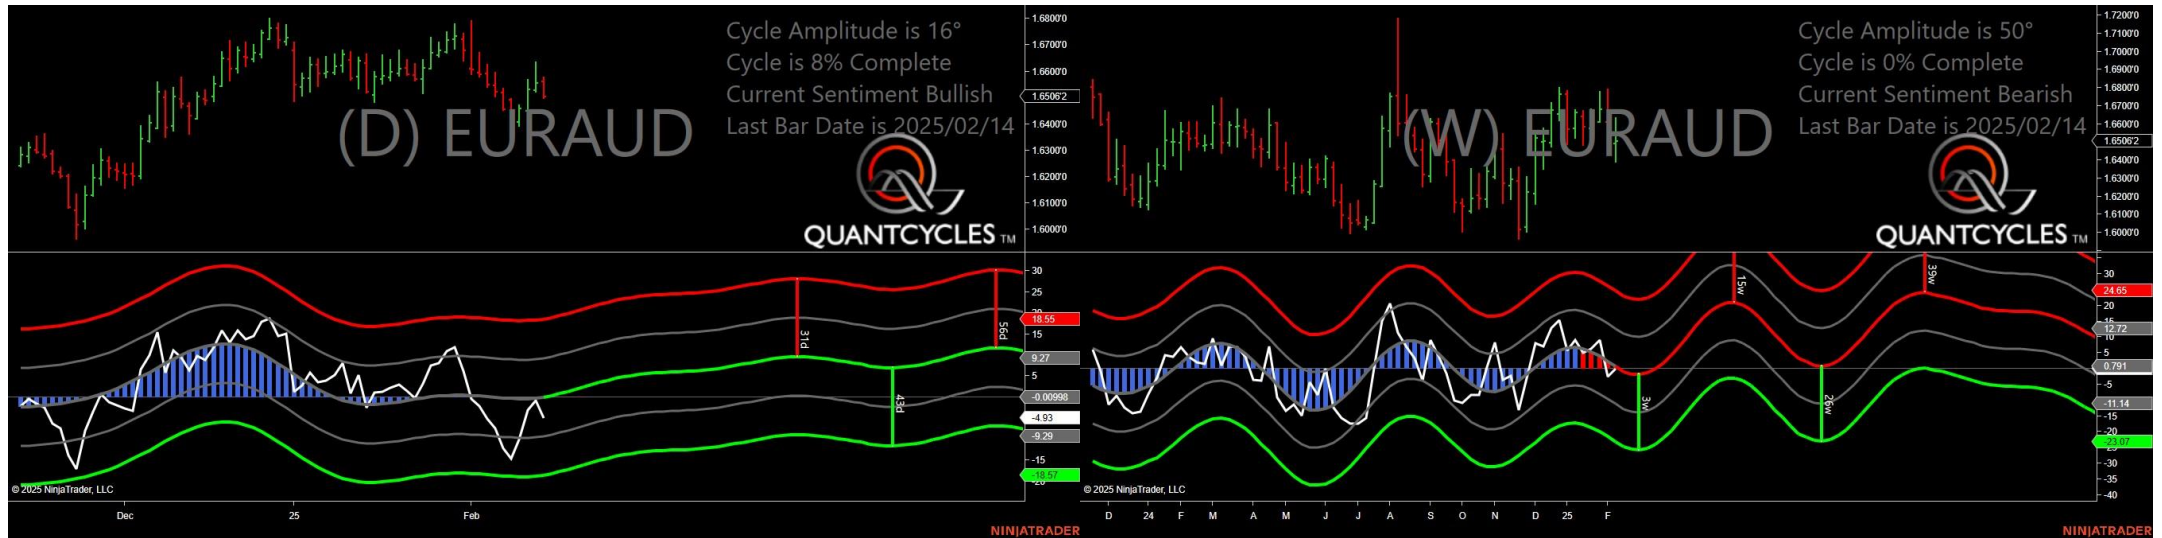 Cycle Amplitude is 16°
Cycle is 8% Complete
Current Sentiment Bullish
Last Bar Date is 2025/02/14
(D) EURAUD
QUANTCYCLES TM
1.6800'0
1.6700'0
1.6600'0
1.6506'2
1.6400'0
1.6300'0
1.6200'0
1.6100'0
1.6000'0
30
25
18.55
15
9.27
5
-0.00998
-4.93
-9.29
-15
-18.57
-20
31d
43d
56d
© 2025 NinjaTrader, LLC
Dec 25 Feb
NINJATRADER
Cycle Amplitude is 50°
Cycle is 0% Complete
Current Sentiment Bearish
Last Bar Date is 2025/02/14
(W) EURAUD
QUANTCYCLES TM
1.7200'0
1.7100'0
1.7000'0
1.6900'0
1.6800'0
1.6700'0
1.6600'0
1.6506'2
1.6400'0
1.6300'0
1.6200'0
1.6100'0
1.6000'0
30
24.65
20
15
12.72
10
5
0.791
-5
-11.14
-15
-20
-23.07
-30
-35
-40
3w
15w
26w
39w
© 2025 NinjaTrader, LLC
D 24 F M A M J J A S O N D 25 F
NINJATRADER